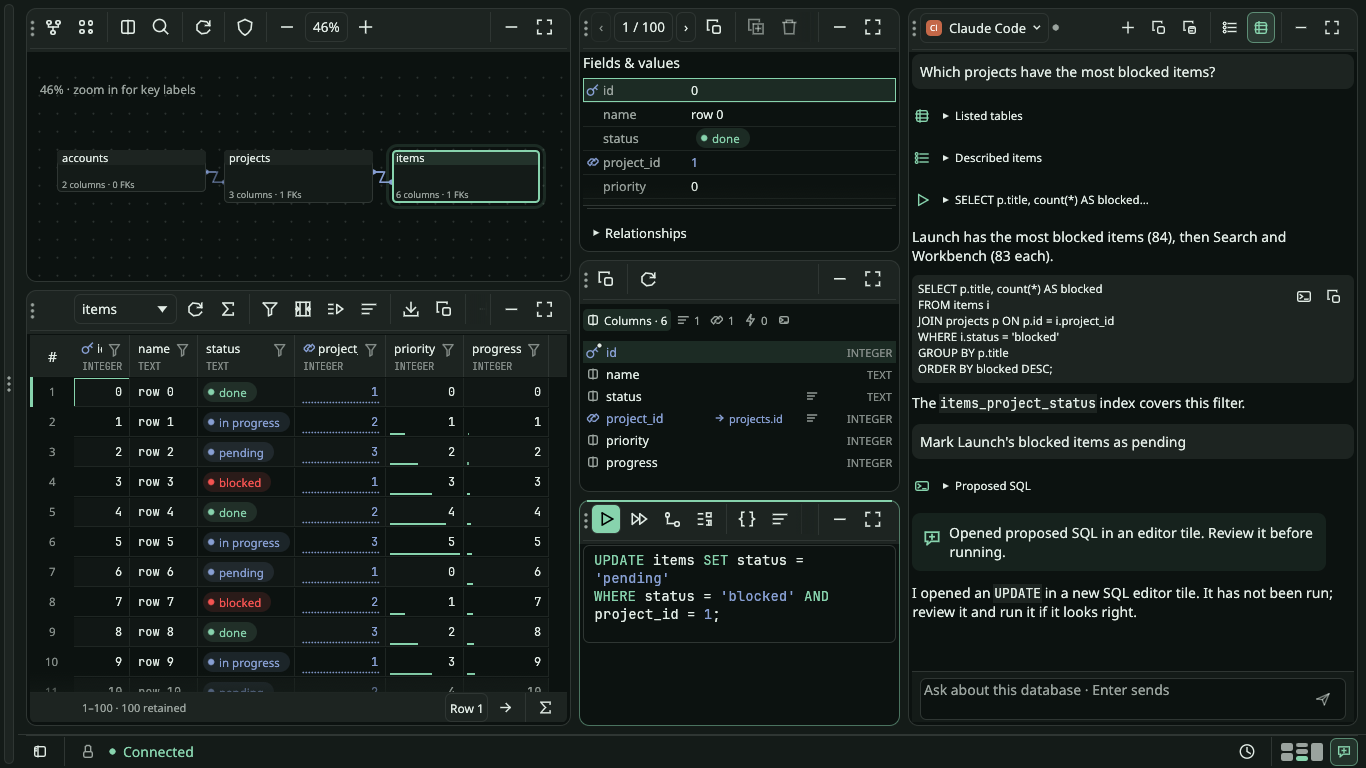 46%
46% · zoom in for key labels
accounts
2 columns · 0 FKs
projects
3 columns · 1 FKs
items
6 columns · 1 FKs
items
#
INTEGER
name
TEXT
status
TEXT
project_
INTEGER
priority
INTEGER
progress
INTEGER
1 0 row 0 done 1 0 0
2 1 row 1 in progress 2 1 1
3 2 row 2 pending 3 2 2
4 3 row 3 blocked 1 3 3
5 4 row 4 done 2 4 4
6 5 row 5 in progress 3 5 5
7 6 row 6 pending 1 0 6
8 7 row 7 blocked 2 1 7
9 8 row 8 done 3 2 8
10 9 row 9 in progress 1 3 9
11 10 row 10 pending 2 4 10
1–100 · 100 retained
Row 1
1 / 100
Fields & values
id 0
name row 0
status done
project_id 1
priority 0
Relationships
Columns · 6 1 1 0
id INTEGER
name TEXT
status TEXT
project_id projects.id INTEGER
priority INTEGER
progress INTEGER
UPDATE items SET status =
'pending'
WHERE status = 'blocked' AND
project_id = 1;
Cl Claude Code
Which projects have the most blocked items?
Listed tables
Described items
SELECT p.title, count(*) AS blocked...
Launch has the most blocked items (84), then Search and
Workbench (83 each).
SELECT p.title, count(*) AS blocked
FROM items i
JOIN projects p ON p.id = i.project_id
WHERE i.status = 'blocked'
GROUP BY p.title
ORDER BY blocked DESC;
The items_project_status index covers this filter.
Mark Launch's blocked items as pending
Proposed SQL
Opened proposed SQL in an editor tile. Review it before
running.
I opened an UPDATE in a new SQL editor tile. It has not been run;
review it and run it if it looks right.
Ask about this database · Enter sends
Connected